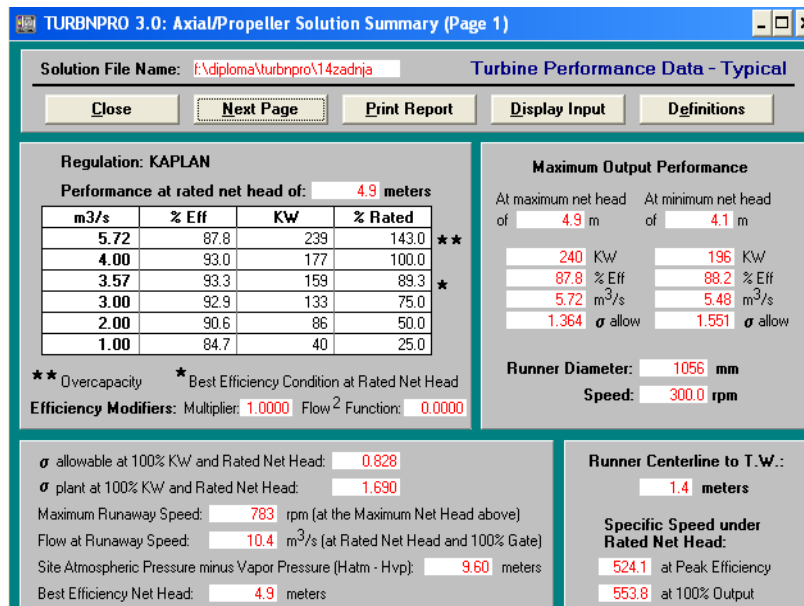 TURBNPRO 3.0: Axial/Propeller Solution Summary (Page 1)
Solution File Name: f:\diploma\turbnpro\14zadnja Turbine Performance Data - Typical
Close Next Page Print Report Display Input Definitions
Regulation: KAPLAN
Performance at rated net head of: 4.9 meters
m3/s % Eff KW % Rated
5.72 87.8 239 143.0 **
4.00 93.0 177 100.0
3.57 93.3 159 89.3 *
3.00 92.9 133 75.0
2.00 90.6 86 50.0
1.00 84.7 40 25.0
** Overcapacity * Best Efficiency Condition at Rated Net Head
Efficiency Modifiers: Multiplier: 1.0000 Flow 2 Function: 0.0000
Maximum Output Performance
At maximum net head At minimum net head
of 4.9 m of 4.1 m
240 KW 196 KW
87.8 % Eff 88.2 % Eff
5.72 m3/s 5.48 m3/s
1.364 σ allow 1.551 σ allow
Runner Diameter: 1056 mm
Speed: 300.0 rpm
σ allowable at 100% KW and Rated Net Head: 0.828
σ plant at 100% KW and Rated Net Head: 1.690
Maximum Runaway Speed: 783 rpm (at the Maximum Net Head above)
Flow at Runaway Speed: 10.4 m3/s (at Rated Net Head and 100% Gate)
Site Atmospheric Pressure minus Vapor Pressure (Hatm - Hvp): 9.60 meters
Best Efficiency Net Head: 4.9 meters
Runner Centerline to T.W.:
1.4 meters
Specific Speed under
Rated Net Head:
524.1 at Peak Efficiency
553.8 at 100% Output